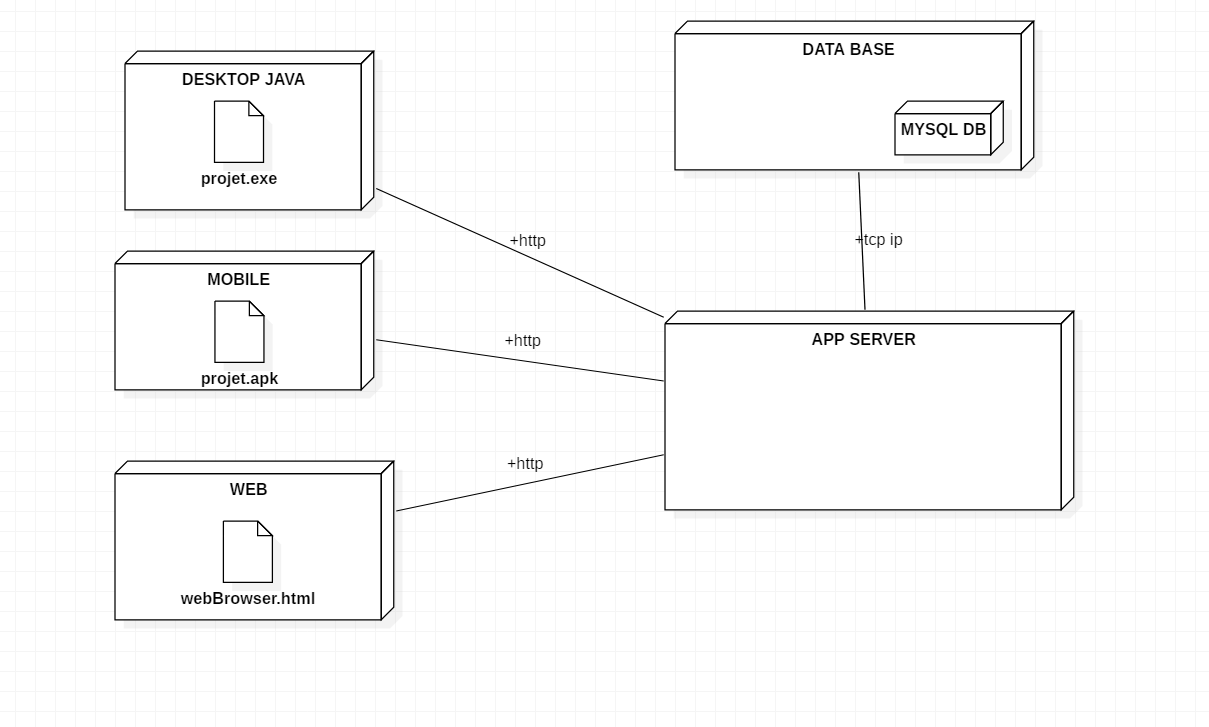 DESKTOP JAVA
projet.exe
MOBILE
projet.apk
WEB
webBrowser.html
+http
+http
+http
DATA BASE
MYSQL DB
+tcp ip
APP SERVER